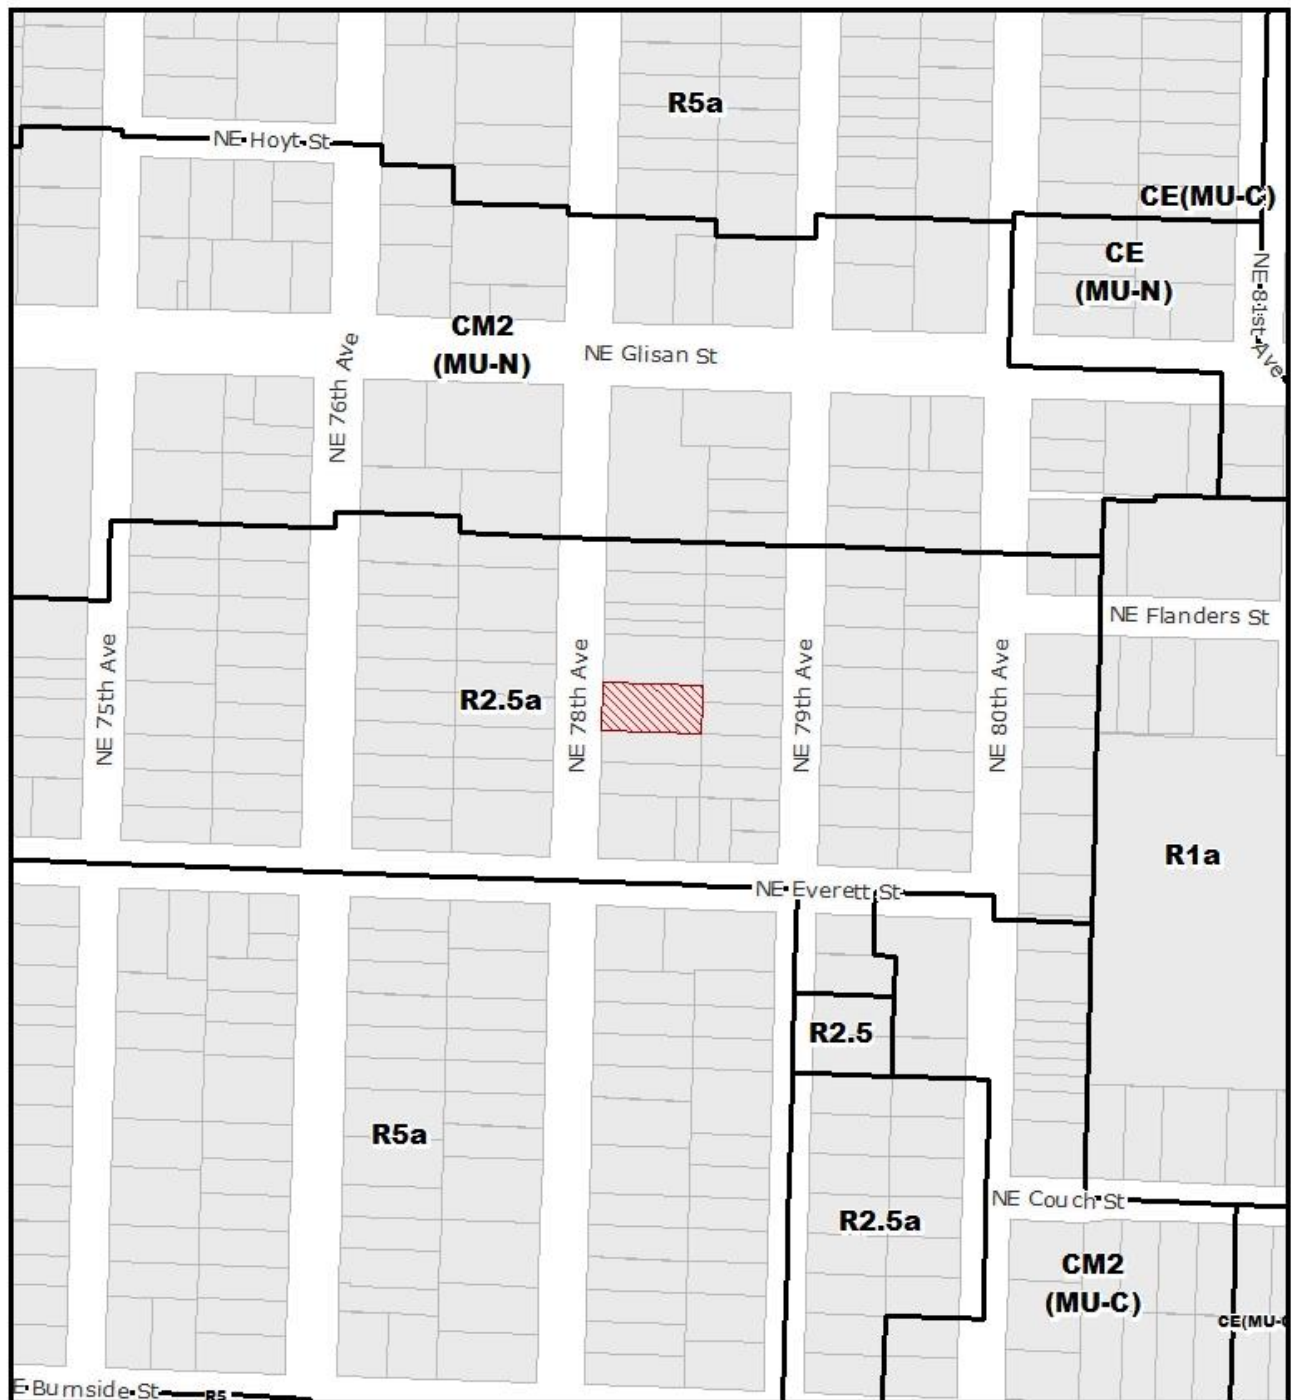 R5a
NE Hoyt St
CE(MU-C)
CE
(MU-N)
NE 81st Ave
CM2
(MU-N)
NE Glisan St
NE 76th Ave
NE Flanders St
NE 75th Ave
R2.5a
NE 78th Ave
NE 79th Ave
NE 80th Ave
R1a
NE Everett St
R2.5
R5a
NE Couch St
R2.5a
CM2
(MU-C)
CE(MU-
E Burnside St
R5